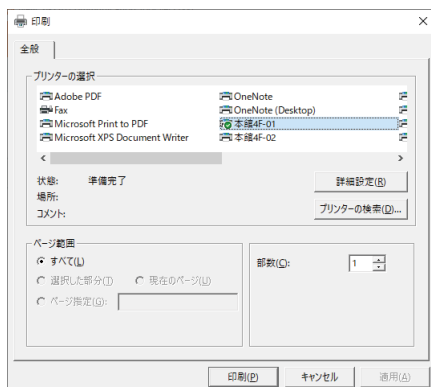 印刷
全般
プリンターの選択
Adobe PDF
Fax
Microsoft Print to PDF
Microsoft XPS Document Writer
OneNote
OneNote (Desktop)
本館4F-01
本館4F-02
状態: 準備完了
場所:
コメント:
詳細設定(R)
プリンターの検索(D)...
ページ範囲
すべて(L)
選択した部分(T) 現在のページ(U)
ページ指定(G):
部数(C): 1
印刷(P) キャンセル 適用(A)